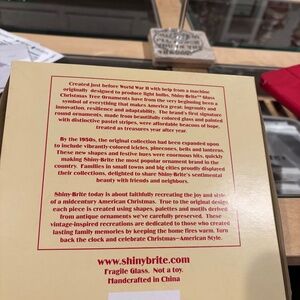 Created just before World War II with help from a machine
originally designed to produce light bulbs, Shiny-Brite™ Glass
Christmas Tree Ornaments have from the very beginning been a
symbol of everything that makes America great: ingenuity and
innovation, resilience and adaptability. The brand's first signature
round ornaments, made from beautifully colored glass and painted
with distinctive pastel stripes, were affordable beacons of hope,
treasured as treasures year after year
By the 1950s, the original collection had been expanded upon
to include vibrantly-colored icicles, pinecones, bells and lanterns.
These new shapes and festive hues were enormous hits, quickly
making Shiny-Brite the most popular ornament brand in the
country. Families in small towns and big cities proudly displayed
their collections, delighted to share Shiny-Brite's sentimental
beauty with friends and neighbors.
Shiny-Brite today is about faithfully recreating the joy and style
of a midcentury American Christmas. True to the original design,
each piece is created using shapes, palettes and motifs derived
from antique ornaments we've carefully preserved. These
vintage-inspired recreations are dedicated to those who created
lasting family memories by keeping the home fires warm. Turn
back the clock and celebrate Christmas—American Style.
www.shinybrite.com
Fragile Glass. Not a toy.
Handcrafted in China